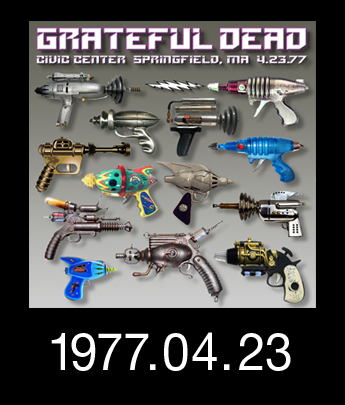 GRATEFUL DEAD
CIVIC CENTER SPRINGFIELD, MA 4.23.77
1977.04.23